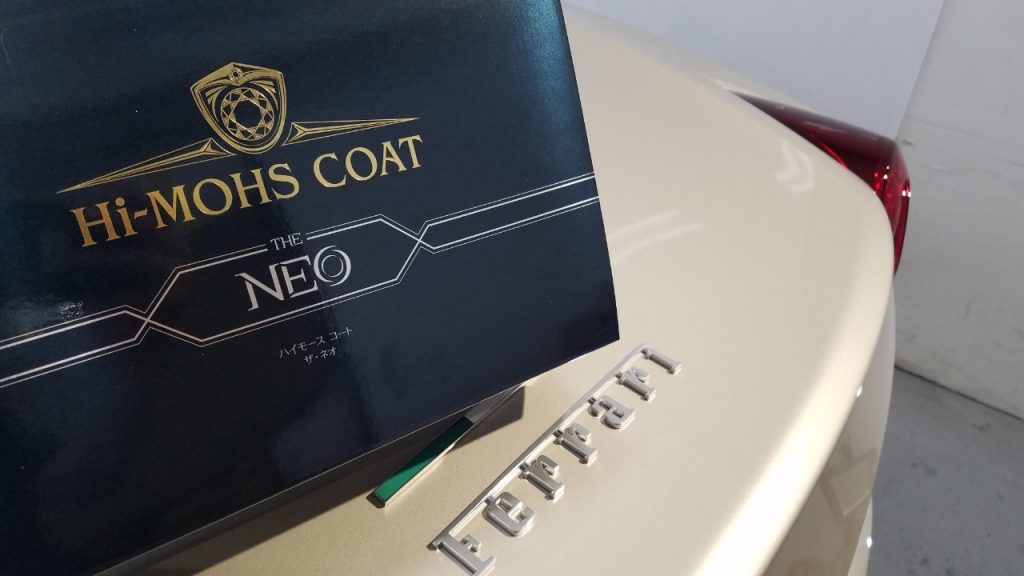 Hi-MOHS COAT
THE
NEO
ハイモース コート
ザ・ネオ
Ferrari